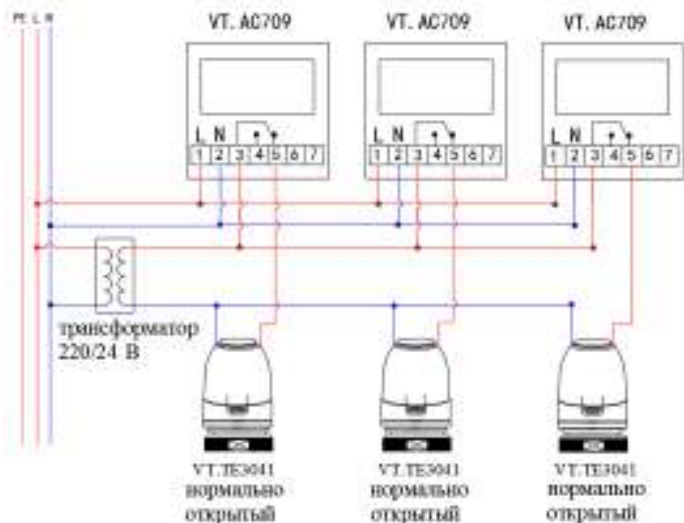 PE L N
VT. AC709 VT. AC709 VT. AC709
L N L N L N
1 2 3 4 5 6 7 1 2 3 4 5 6 7 1 2 3 4 5 6 7
трансформатор
220/24 В
VT.TE3041 VT.TE3041 VT.TE3041
нормально нормально нормально
открытый открытый открытый